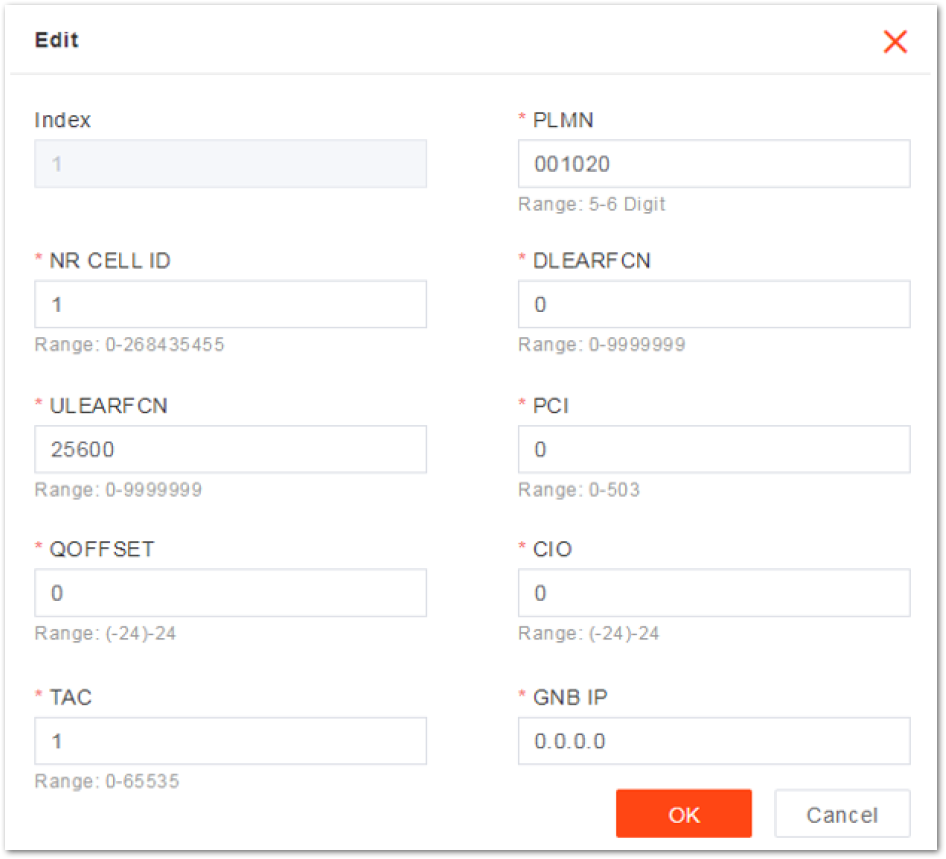 Edit
Index
* PLMN
1
001020
Range: 5-6 Digit
* NR CELL ID
* DLEARFCN
1
0
Range: 0-268435455
Range: 0-9999999
* ULEARFCN
* PCI
25600
0
Range: 0-9999999
Range: 0-503
* QOFFSET
* CIO
0
0
Range: (-24)-24
Range: (-24)-24
* TAC
* GNB IP
1
0.0.0.0
Range: 0-65535
OK
Cancel